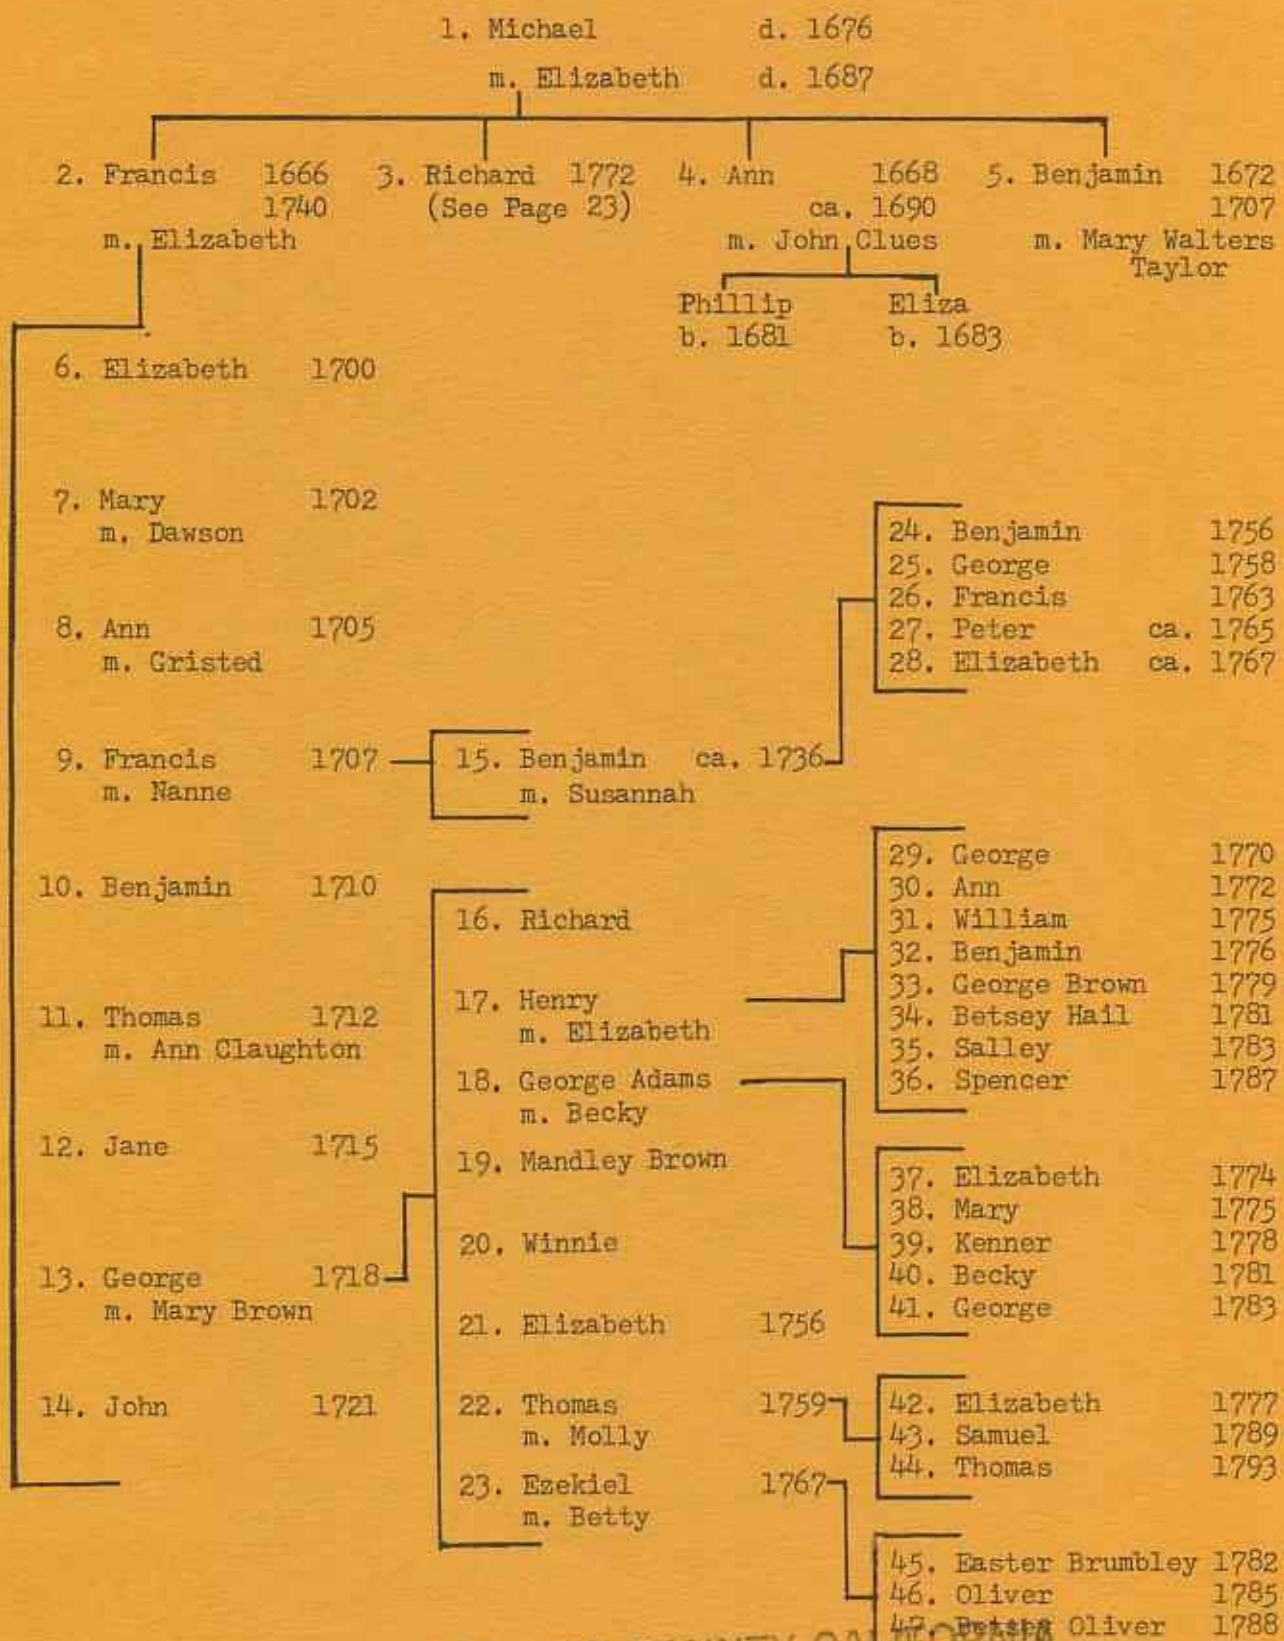 1. Michael d. 1676
m. Elizabeth d. 1687
2. Francis 1666 3. Richard 1772 4. Ann 1668 5. Benjamin 1672
1740 (See Page 23) ca. 1690 1707
m. Elizabeth m. John Clues m. Mary Walters
Taylor
Phillip Eliza
b. 1681 b. 1683
6. Elizabeth 1700
7. Mary 1702
m. Dawson
8. Ann 1705
m. Gristed
9. Francis 1707
m. Nanne
10. Benjamin 1710
11. Thomas 1712
m. Ann Claughton
12. Jane 1715
13. George 1718
m. Mary Brown
14. John 1721
15. Benjamin ca. 1736
m. Susannah
16. Richard
17. Henry
m. Elizabeth
18. George Adams
m. Becky
19. Mandley Brown
20. Winnie
21. Elizabeth 1756
22. Thomas 1759
m. Molly
23. Ezekiel 1767
m. Betty
24. Benjamin 1756
25. George 1758
26. Francis 1763
27. Peter ca. 1765
28. Elizabeth ca. 1767
29. George 1770
30. Ann 1772
31. William 1775
32. Benjamin 1776
33. George Brown 1779
34. Betsey Hail 1781
35. Salley 1783
36. Spencer 1787
37. Elizabeth 1774
38. Mary 1775
39. Kenner 1778
40. Becky 1781
41. George 1783
42. Elizabeth 1777
43. Samuel 1789
44. Thomas 1793
45. Easter Brumbley 1782
46. Oliver 1785
47. Oliver 1788